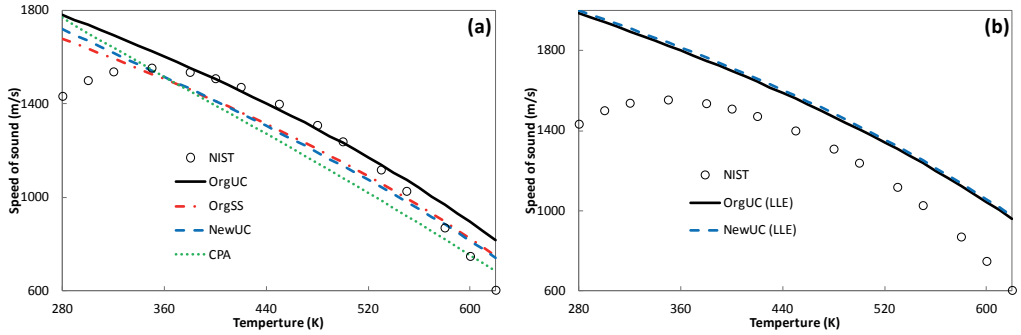 1800
(a)
1400
1000
600
Speed of sound (m/s)
NIST
OrgUC
OrgSS
NewUC
CPA
280
360
440
520
600
Temperture (K)
(b)
1800
1400
1000
600
Speed of sound (m/s)
NIST
OrgUC (LLE)
NewUC (LLE)
280
360
440
520
600
Temperture (K)